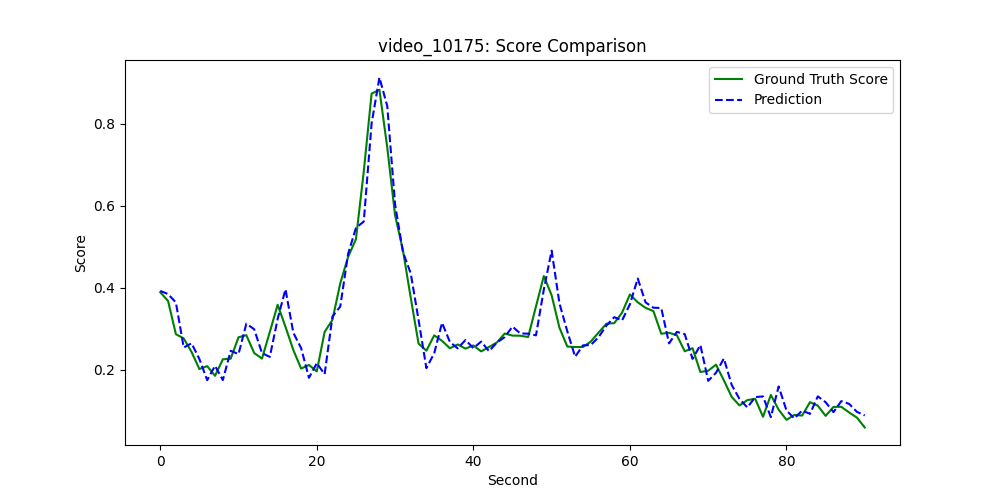 video_10175: Score Comparison
Ground Truth Score
Prediction
Score
0.8
0.6
0.4
0.2
0 20 40 60 80
Second